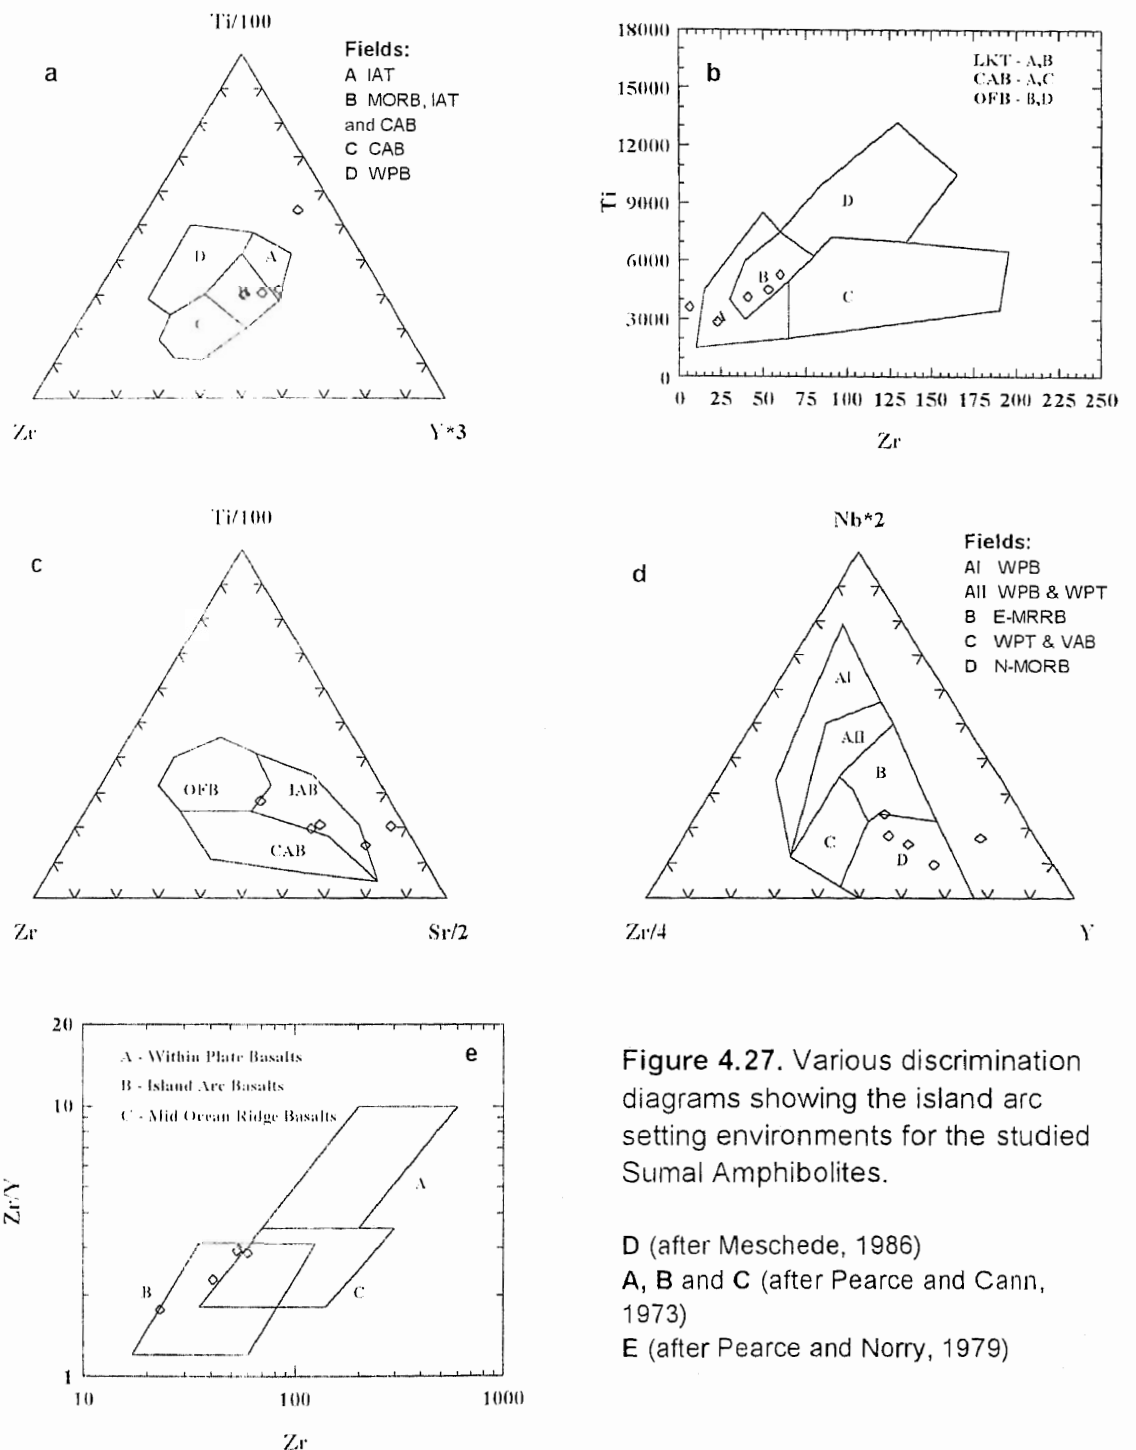 Ti/100
a
Fields:
A IAT
B MORB, IAT
and CAB
C CAB
D WPB
D
A
B
C
Zr
Y*3
18000
15000
12000
9000
6000
3000
0
Ti
b
LKT - A,B
CAB - A,C
OFB - B,D
D
B
C
A
0 25 50 75 100 125 150 175 200 225 250
Zr
Ti/100
c
OFB
IAB
CAB
Zr
Sr/2
Nb*2
d
Fields:
AI WPB
AII WPB & WPT
B E-MRRB
C WPT & VAB
D N-MORB
AI
AII
B
C
D
Zr/4
Y
20
10
1
Zr/Y
e
A - Within Plate Basalts
B - Island Arc Basalts
C - Mid Ocean Ridge Basalts
A
B
C
10 100 1000
Zr
Figure 4.27. Various discrimination
diagrams showing the island arc
setting environments for the studied
Sumal Amphibolites.
D (after Meschede, 1986)
A, B and C (after Pearce and Cann,
1973)
E (after Pearce and Norry, 1979)